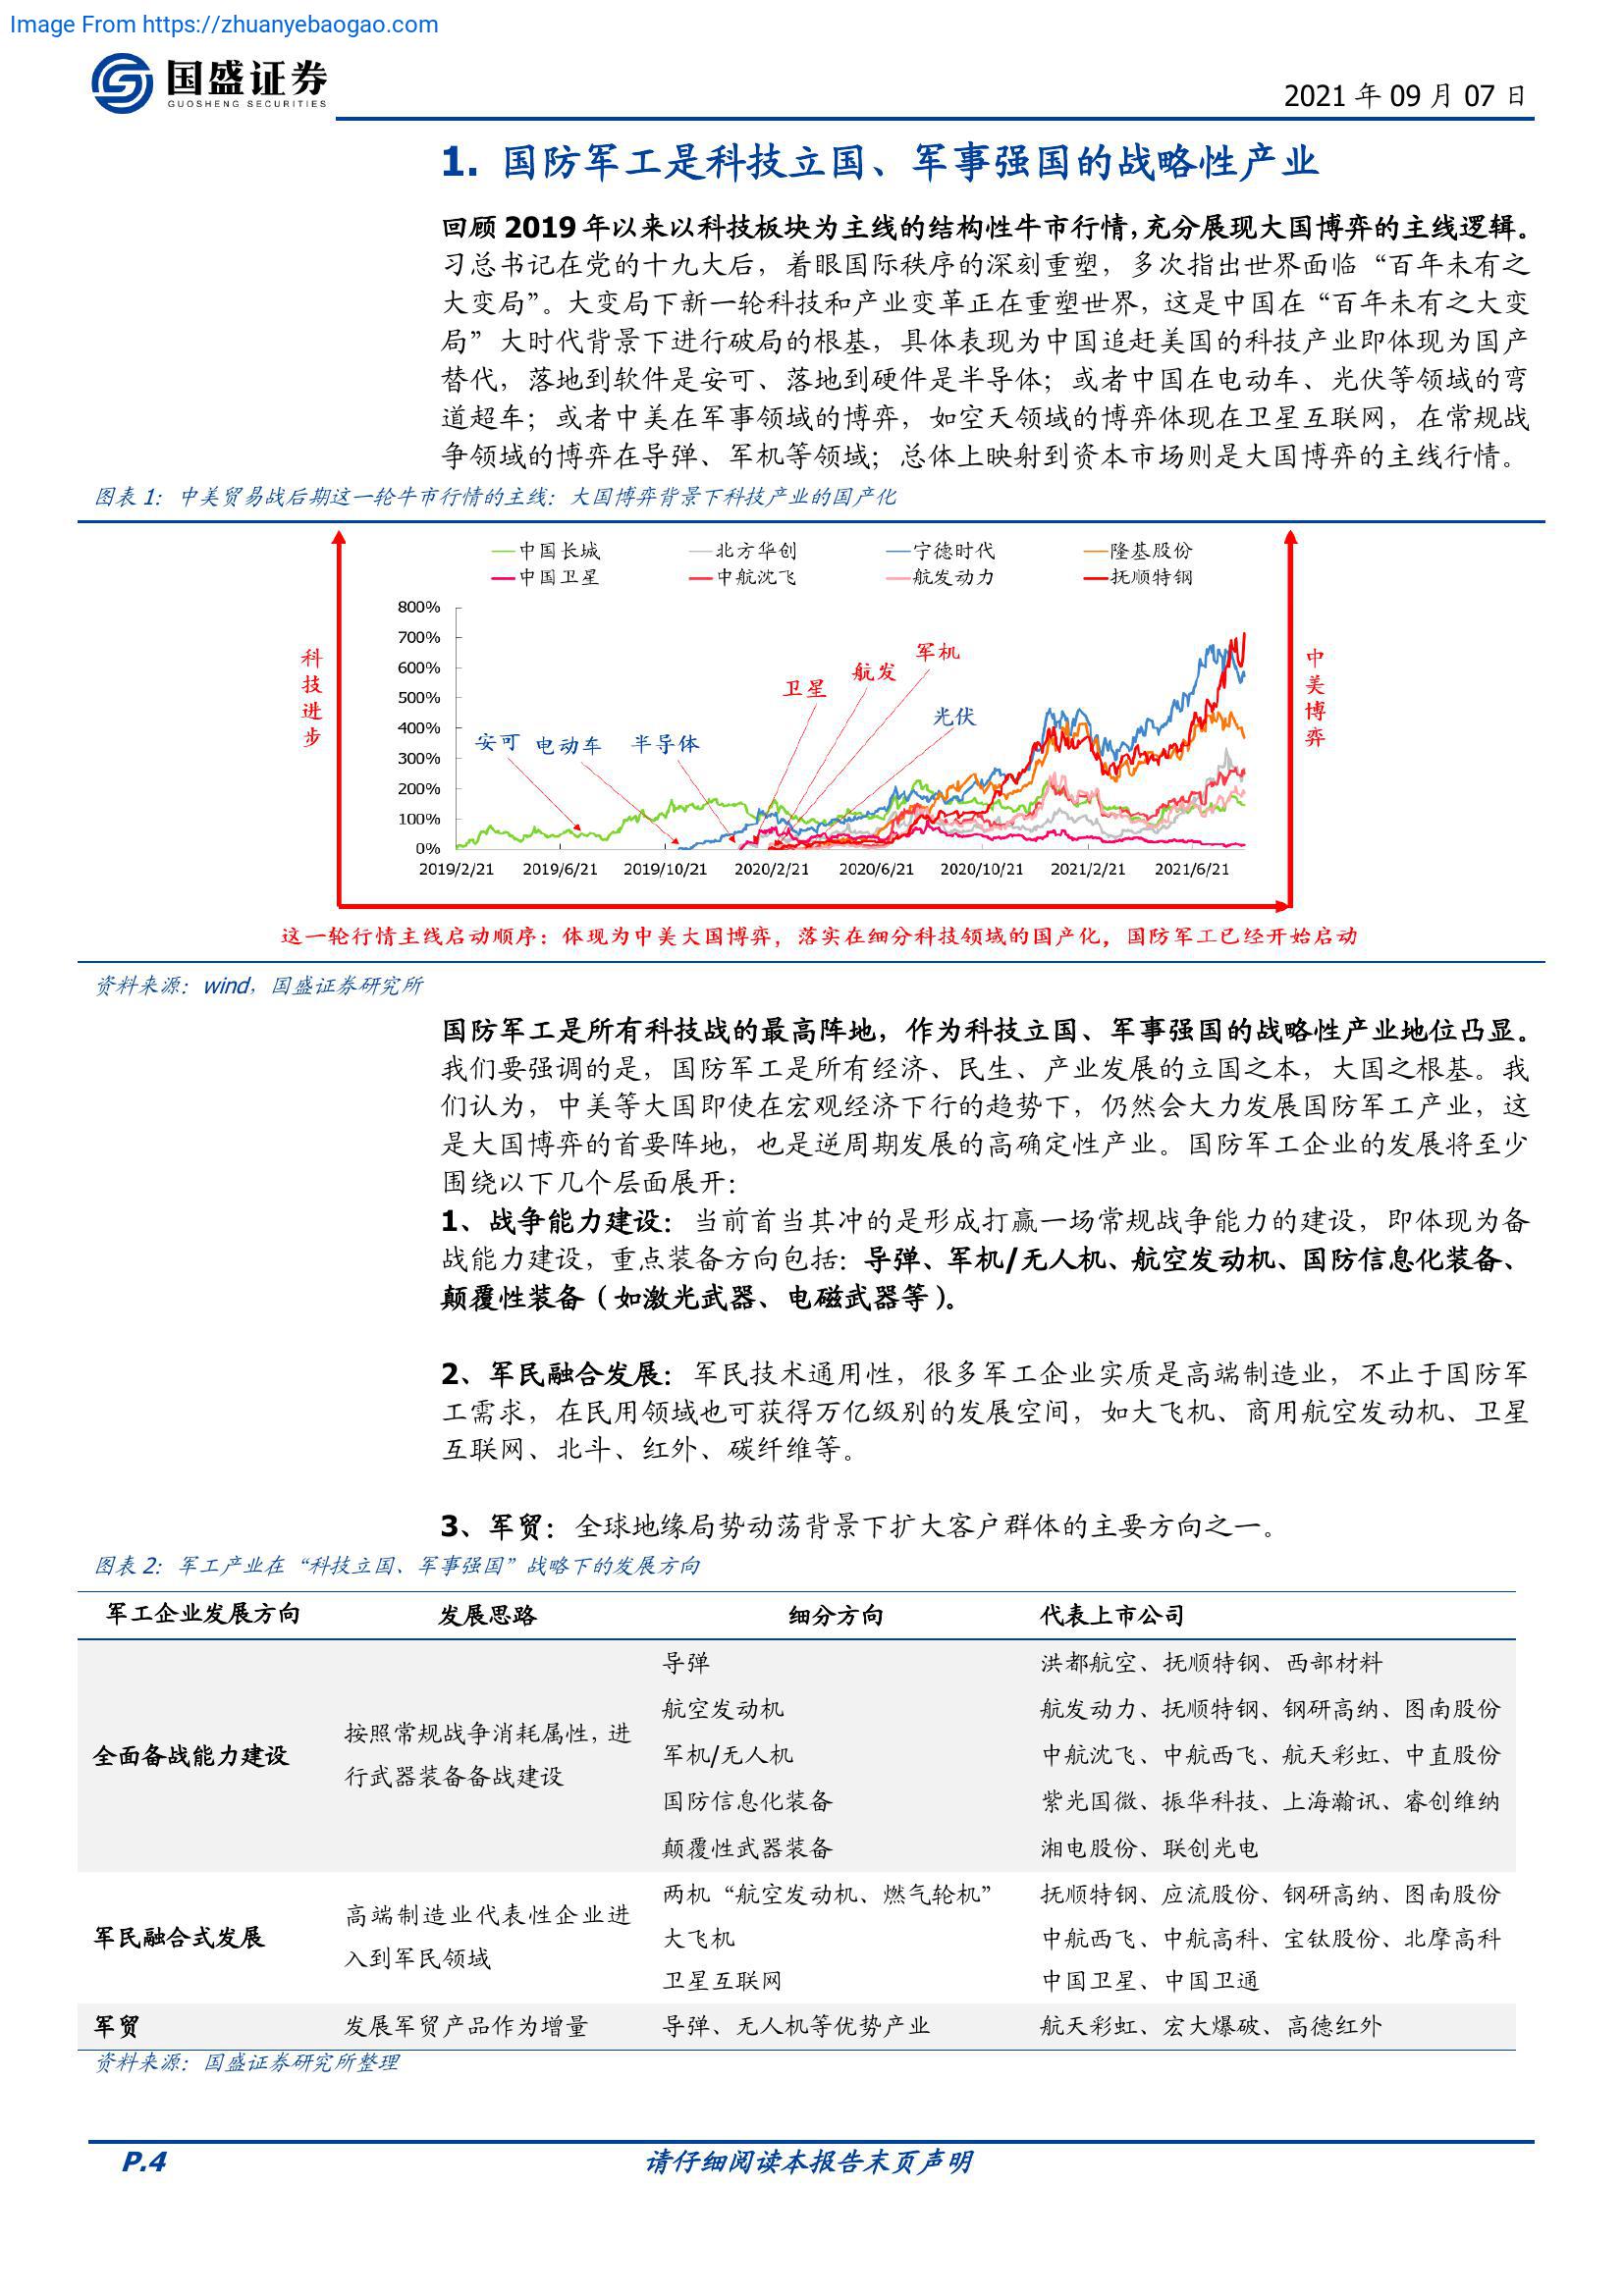 Image From https://zhuanyebaogao.com
国盛证券
GUOSHENG SECURITIES
2021 年 09 月 07 日
1. 国防军工是科技立国、军事强国的战略性产业
回顾 2019 年以来以科技板块为主线的结构性牛市行情，充分展现大国博弈的主线逻辑。
习总书记在党的十九大后，着眼国际秩序的深刻重塑，多次指出世界面临“百年未有之
大变局”。大变局下新一轮科技和产业变革正在重塑世界，这是中国在“百年未有之大变
局”大时代背景下进行破局的根基，具体表现为中国追赶美国的科技产业即体现为国产
替代，落地到软件是安可、落地到硬件是半导体；或者中国在电动车、光伏等领域的弯
道超车；或者中美在军事领域的博弈，如空天领域的博弈体现在卫星互联网，在常规战
争领域的博弈在导弹、军机等领域；总体上映射到资本市场则是大国博弈的主线行情。
图表 1：中美贸易战后期这一轮牛市行情的主线：大国博弈背景下科技产业的国产化
中国长城 北方华创 宁德时代 隆基股份
中国卫星 中航沈飞 航发动力 抚顺特钢
800%
700%
600%
500%
400%
300%
200%
100%
0%
科技进步
中美博弈
军机
航发
卫星
光伏
安可 电动车 半导体
2019/2/21 2019/6/21 2019/10/21 2020/2/21 2020/6/21 2020/10/21 2021/2/21 2021/6/21
这一轮行情主线启动顺序：体现为中美大国博弈，落实在细分科技领域的国产化，国防军工已经开始启动
资料来源：wind，国盛证券研究所
国防军工是所有科技战的最高阵地，作为科技立国、军事强国的战略性产业地位凸显。
我们要强调的是，国防军工是所有经济、民生、产业发展的立国之本，大国之根基。我
们认为，中美等大国即使在宏观经济下行的趋势下，仍然会大力发展国防军工产业，这
是大国博弈的首要阵地，也是逆周期发展的高确定性产业。国防军工企业的发展将至少
围绕以下几个层面展开：
1、战争能力建设：当前首当其冲的是形成打赢一场常规战争能力的建设，即体现为备
战能力建设，重点装备方向包括：导弹、军机/无人机、航空发动机、国防信息化装备、
颠覆性装备（如激光武器、电磁武器等）。
2、军民融合发展：军民技术通用性，很多军工企业实质是高端制造业，不止于国防军
工需求，在民用领域也可获得万亿级别的发展空间，如大飞机、商用航空发动机、卫星
互联网、北斗、红外、碳纤维等。
3、军贸：全球地缘局势动荡背景下扩大客户群体的主要方向之一。
图表 2：军工产业在“科技立国、军事强国”战略下的发展方向
军工企业发展方向 发展思路 细分方向 代表上市公司
导弹 洪都航空、抚顺特钢、西部材料
航空发动机 航发动力、抚顺特钢、钢研高纳、图南股份
全面备战能力建设 按照常规战争消耗属性，进
行武器装备备战建设
军机/无人机 中航沈飞、中航西飞、航天彩虹、中直股份
国防信息化装备 紫光国微、振华科技、上海瀚讯、睿创维纳
颠覆性武器装备 湘电股份、联创光电
两机“航空发动机、燃气轮机” 抚顺特钢、应流股份、钢研高纳、图南股份
军民融合式发展 高端制造业代表性企业进
入到军民领域
大飞机 中航西飞、中航高科、宝钛股份、北摩高科
卫星互联网 中国卫星、中国卫通
军贸 发展军贸产品作为增量 导弹、无人机等优势产业 航天彩虹、宏大爆破、高德红外
资料来源：国盛证券研究所整理
P.4 请仔细阅读本报告末页声明